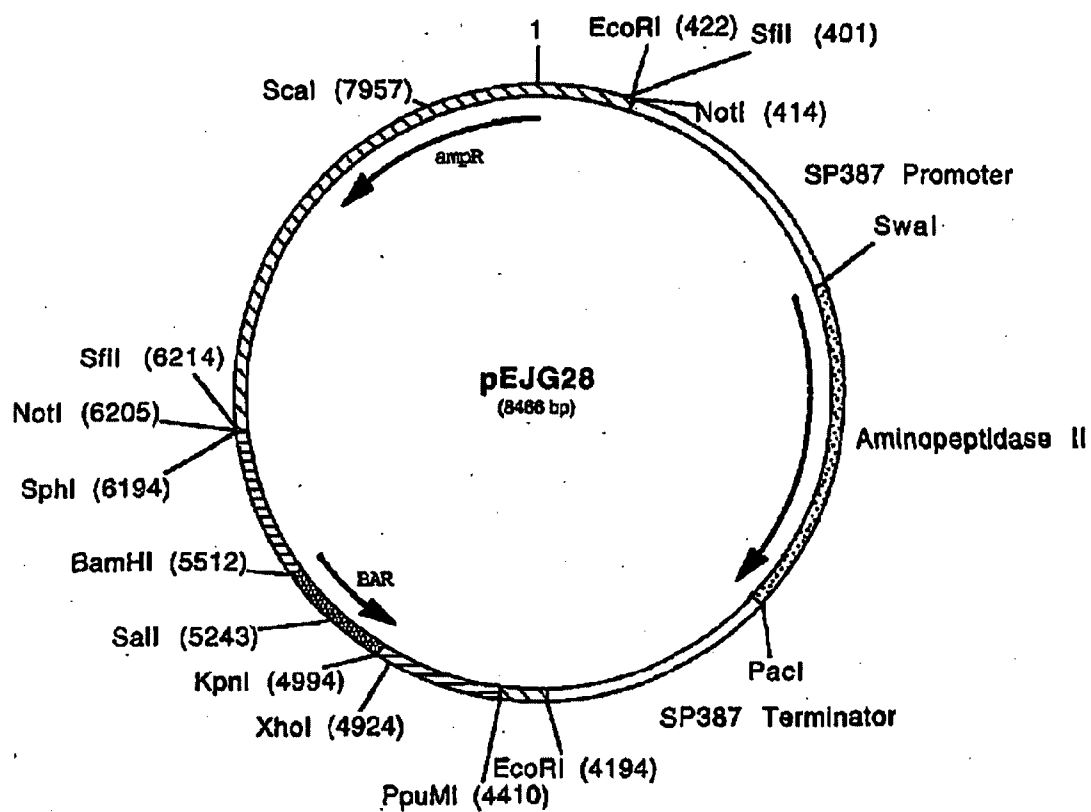 1
EcoRI (422)
SfiI (401)
ScaI (7957)
NotI (414)
ampR
SP387 Promoter
SwaI
SfiI (6214)
pEJG28
(8466 bp)
NotI (6205)
Aminopeptidase II
SphI (6194)
BamHI (5512)
BAR
SalI (5243)
PacI
KpnI (4994)
SP387 Terminator
XhoI (4924)
EcoRI (4194)
PpuMI (4410)